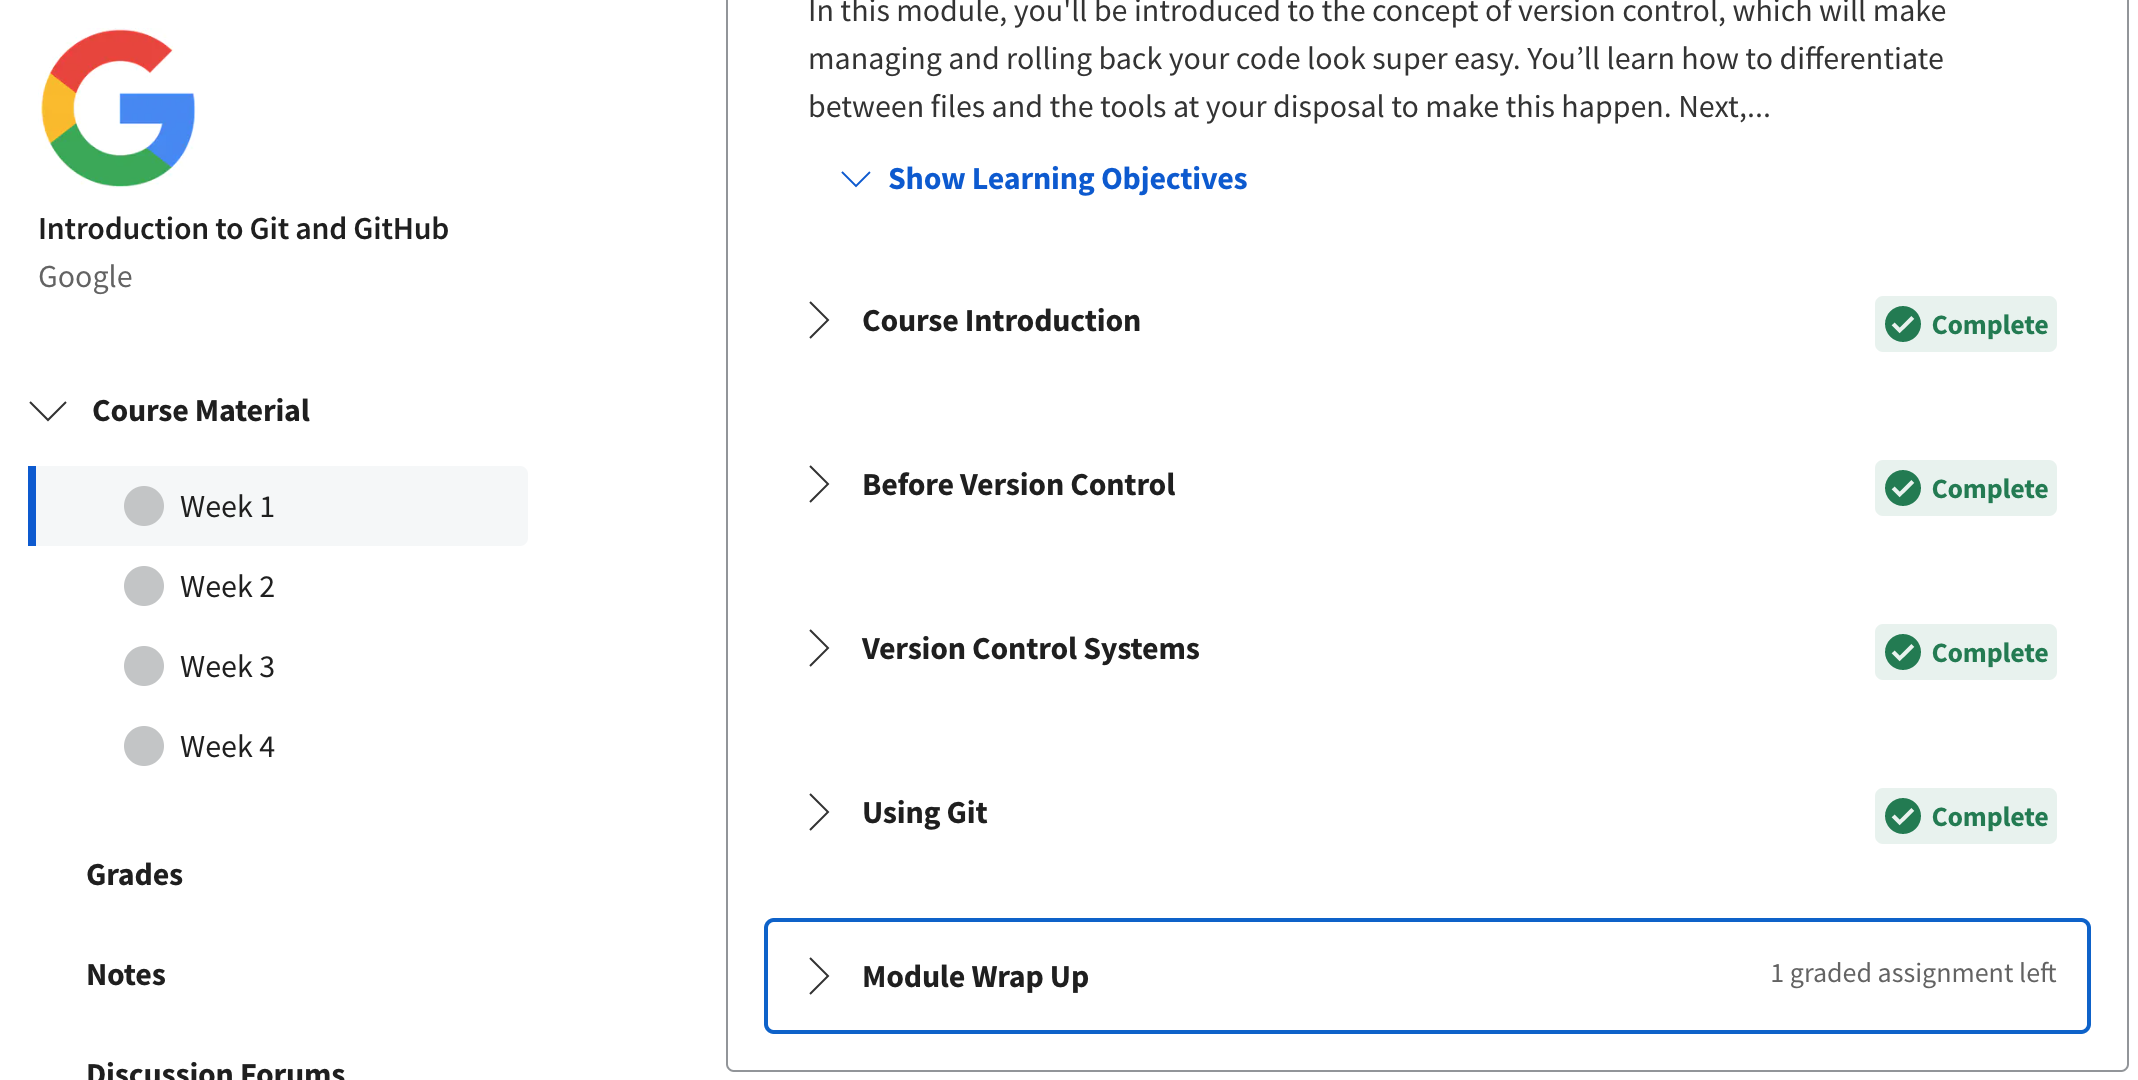 Introduction to Git and GitHub
Google
Course Material
Week 1
Week 2
Week 3
Week 4
Grades
Notes
Discussion Forums
In this module, you'll be introduced to the concept of version control, which will make
managing and rolling back your code look super easy. You’ll learn how to differentiate
between files and the tools at your disposal to make this happen. Next,...
Show Learning Objectives
Course Introduction
Complete
Before Version Control
Complete
Version Control Systems
Complete
Using Git
Complete
Module Wrap Up
1 graded assignment left